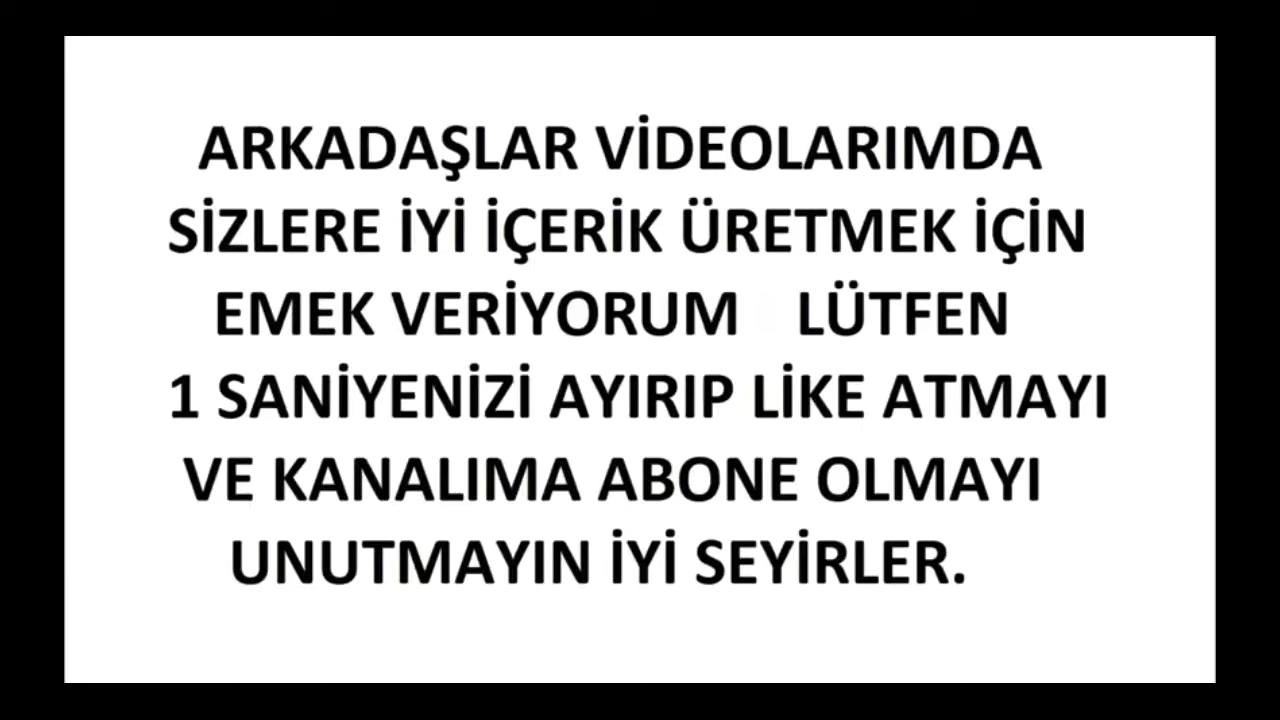 ARKADAŞLAR VİDEOLARIMDA
SİZLERE İYİ İÇERİK ÜRETMEK İÇİN
EMEK VERİYORUM LÜTFEN
1 SANİYENİZİ AYIRIP LİKE ATMAYI
VE KANALIMA ABONE OLMAYI
UNUTMAYIN İYİ SEYİRLER.